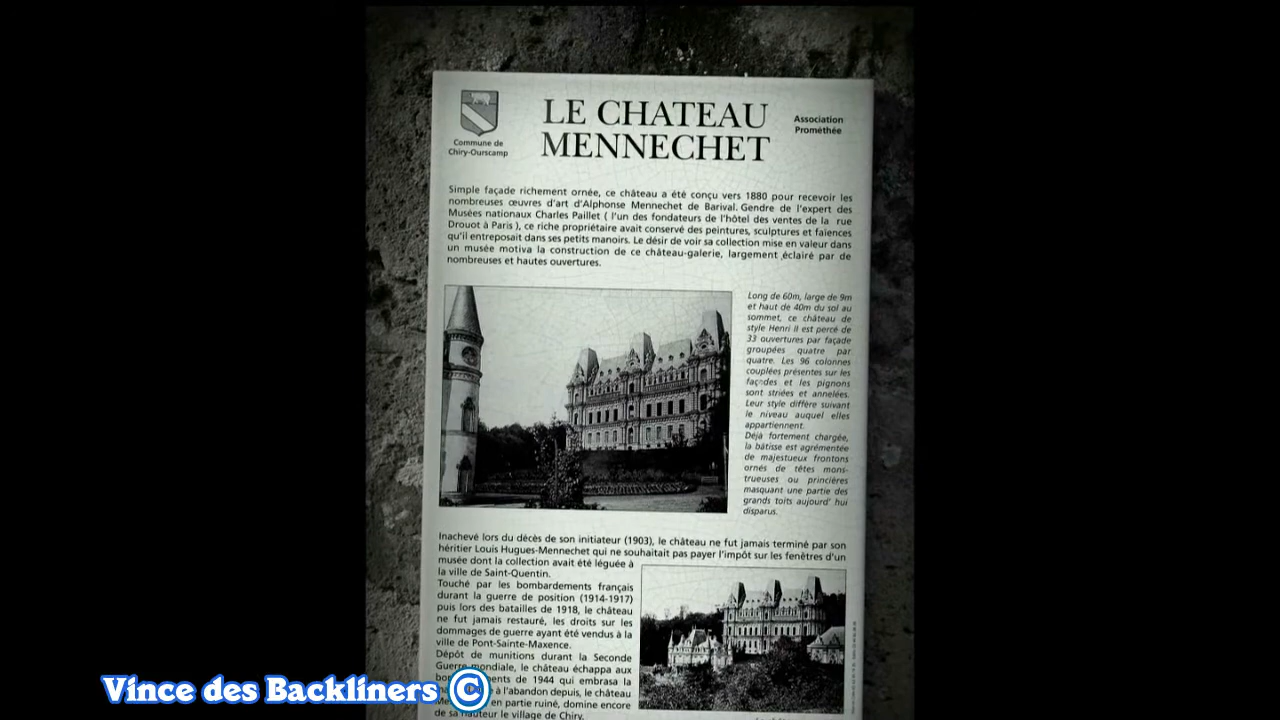 LE CHATEAU
MENNECHET
Commune de
Chiry-Ourscamp
Association
Prométhée
Simple façade richement ornée, ce château a été conçu vers 1880 pour recevoir les
nombreuses œuvres d'art d'Alphonse Mennechet de Barival. Gendre de l'expert des
Musées nationaux Charles Paillet ( l'un des fondateurs de l'hôtel des ventes de la rue
Drouot à Paris ), ce riche propriétaire avait conservé des peintures, sculptures et faïences
qu'il entreposait dans ses petits manoirs. Le désir de voir sa collection mise en valeur dans
un musée motiva la construction de ce château-galerie, largement éclairé par de
nombreuses et hautes ouvertures.
Long de 60m, large de 9m
et haut de 40m du sol au
sommet, ce château de
style Henri II est percé de
33 ouvertures par façade
groupées quatre par
quatre. Les 96 colonnes
couplées présentes sur les
façades et les pignons
sont striées et annelées.
Leur style diffère suivant
le niveau auquel elles
appartiennent.
Déjà fortement chargée,
la bâtisse est agrémentée
de majestueux frontons
ornés de têtes mons-
trueuses ou princières
masquant une partie des
grands toits aujourd' hui
disparus.
Inachevé lors du décès de son initiateur (1903), le château ne fut jamais terminé par son
héritier Louis Hugues-Mennechet qui ne souhaitait pas payer l'impôt sur les fenêtres d'un
musée dont la collection avait été léguée à
la ville de Saint-Quentin.
Touché par les bombardements français
durant la guerre de position (1914-1917)
puis lors des batailles de 1918, le château
ne fut jamais restauré, les droits sur les
dommages de guerre ayant été vendus à la
ville de Pont-Sainte-Maxence.
Dépôt de munitions durant la Seconde
Guerre mondiale, le château échappa aux
de 1944 qui embrasa la
à l'abandon depuis, le château
en partie ruiné, domine encore
de sa hauteur le village de Chiry.
Vince des Backliners ©